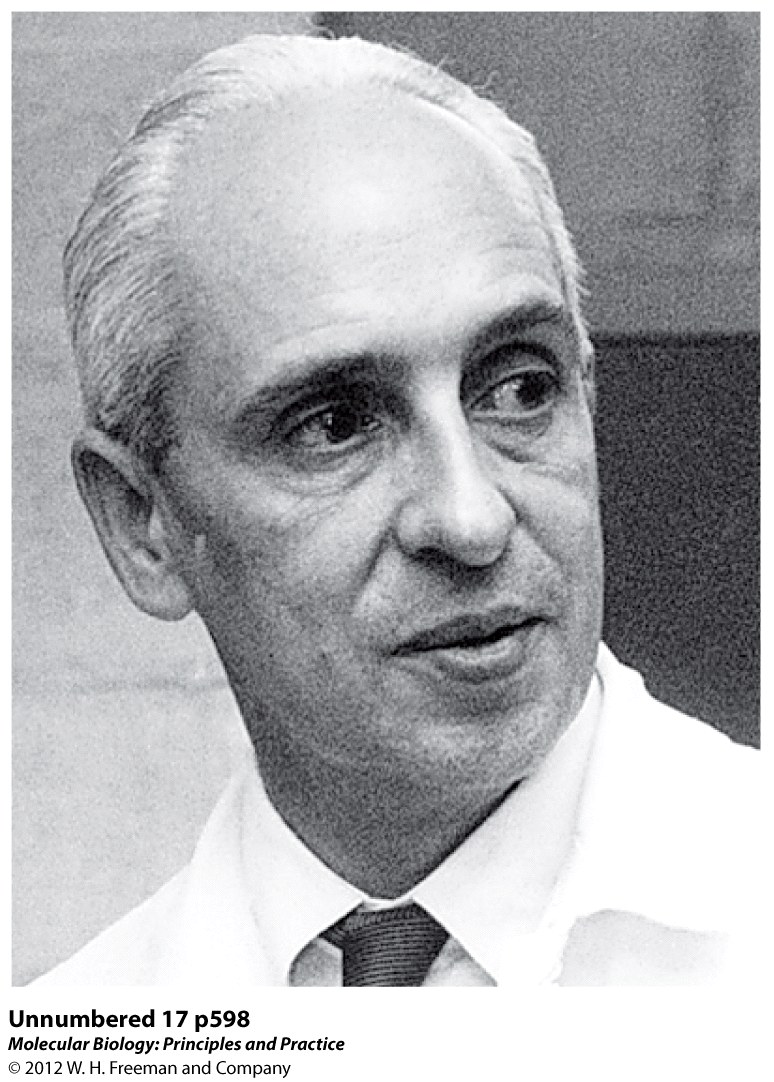 Unnumbered 17 p598
Molecular Biology: Principles and Practice
© 2012 W. H. Freeman and Company